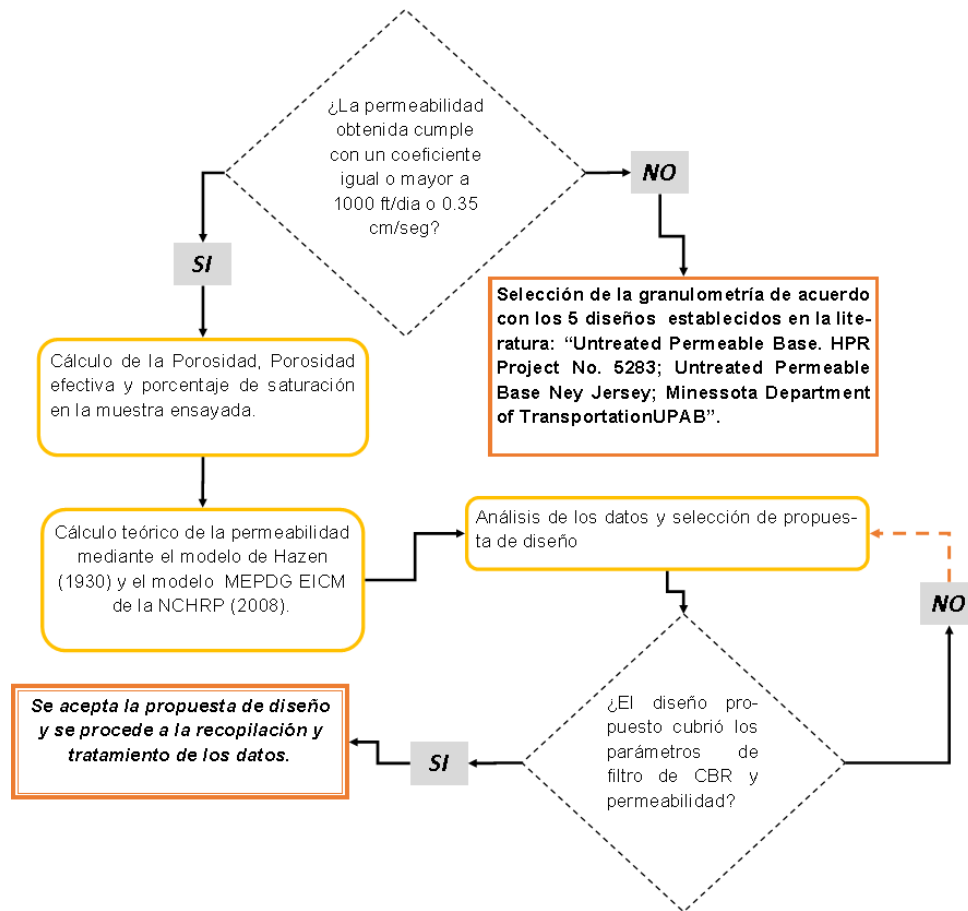 ¿La permeabilidad
obtenida cumple
con un coeficiente
igual o mayor a
1000 ft/dia o 0.35
cm/seg?
NO
SI
Selección de la granulometría de acuerdo
con los 5 diseños establecidos en la lite-
ratura: “Untreated Permeable Base. HPR
Project No. 5283; Untreated Permeable
Base Ney Jersey; Minessota Department
of TransportationUPAB”.
Cálculo de la Porosidad, Porosidad
efectiva y porcentaje de saturación
en la muestra ensayada.
Cálculo teórico de la permeabilidad
mediante el modelo de Hazen
(1930) y el modelo MEPDG EICM
de la NCHRP (2008).
Análisis de los datos y selección de propues-
ta de diseño
NO
¿El diseño pro-
puesto cubrió los
parámetros de
filtro de CBR y
permeabilidad?
SI
Se acepta la propuesta de diseño
y se procede a la recopilación y
tratamiento de los datos.